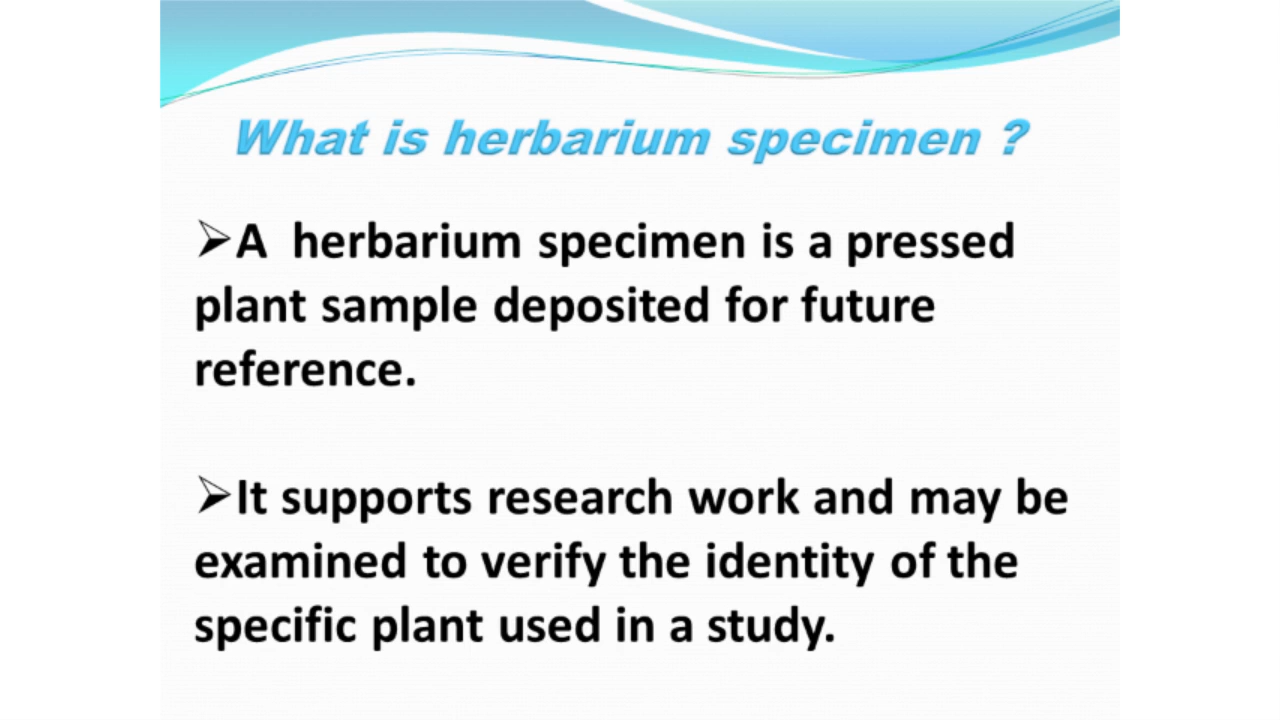 What is herbarium specimen ?
➢A  herbarium specimen is a pressed
plant sample deposited for future
reference.
➢It supports research work and may be
examined to verify the identity of the
specific plant used in a study.